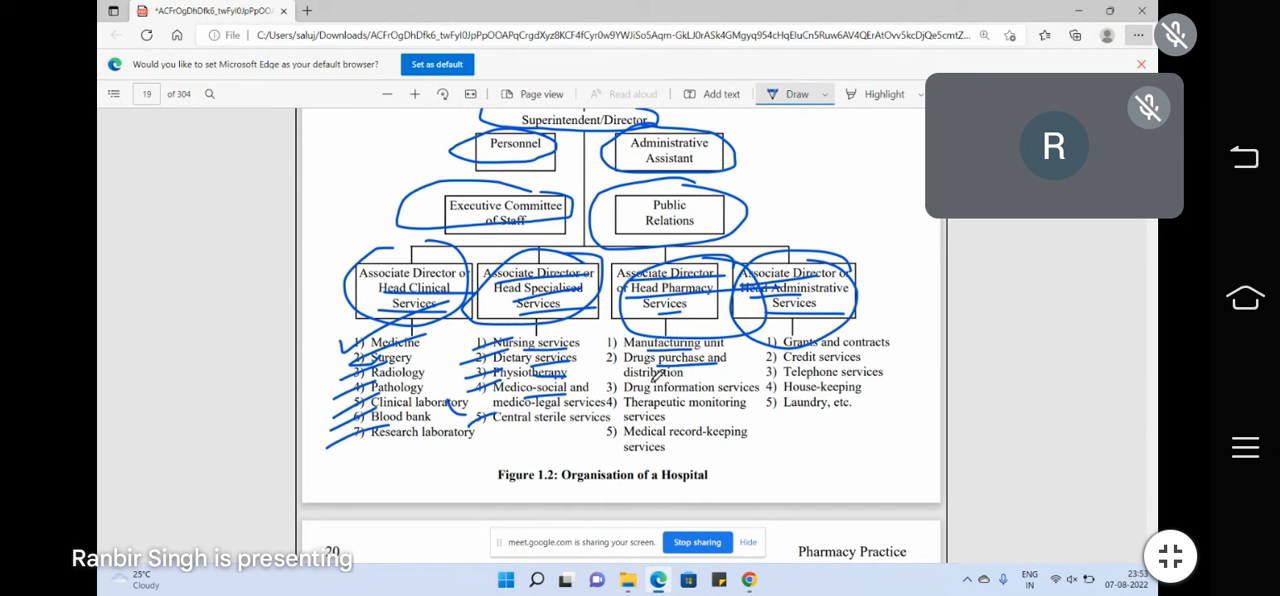 *ACFrOgDhDfk6_twFyI0JpPpOO
File
C:/Users/saluj/Downloads/
Would you like to set Microsoft Edge as your default browser?
Set as default
19 of 304
Page view
Read aloud
Add text
Draw
Highlight
R
Superintendent/Director
Personnel
Administrative
Assistant
Executive Committee
of Staff
Public
Relations
Associate Director or
Head Clinical
Services
Associate Director or
Head Specialised
Services
Associate Director
or Head Pharmacy
Services
Associate Director or
Head Administrative
Services
1) Medicine
2) Surgery
3) Radiology
4) Pathology
5) Clinical laboratory
6) Blood bank
7) Research laboratory
1) Nursing services
2) Dietary services
3) Physiotherapy
4) Medico-social and
medico-legal services
5) Central sterile services
1) Manufacturing unit
2) Drugs purchase and
distribution
3) Drug information services
4) Therapeutic monitoring
services
5) Medical record-keeping
services
1) Grants and contracts
2) Credit services
3) Telephone services
4) House-keeping
5) Laundry, etc.
Figure 1.2: Organisation of a Hospital
20
Pharmacy Practice
meet.google.com is sharing your screen.
Stop sharing
Hide
Ranbir Singh is presenting
25°C
Cloudy
ENG
IN
23:53
07-08-2022